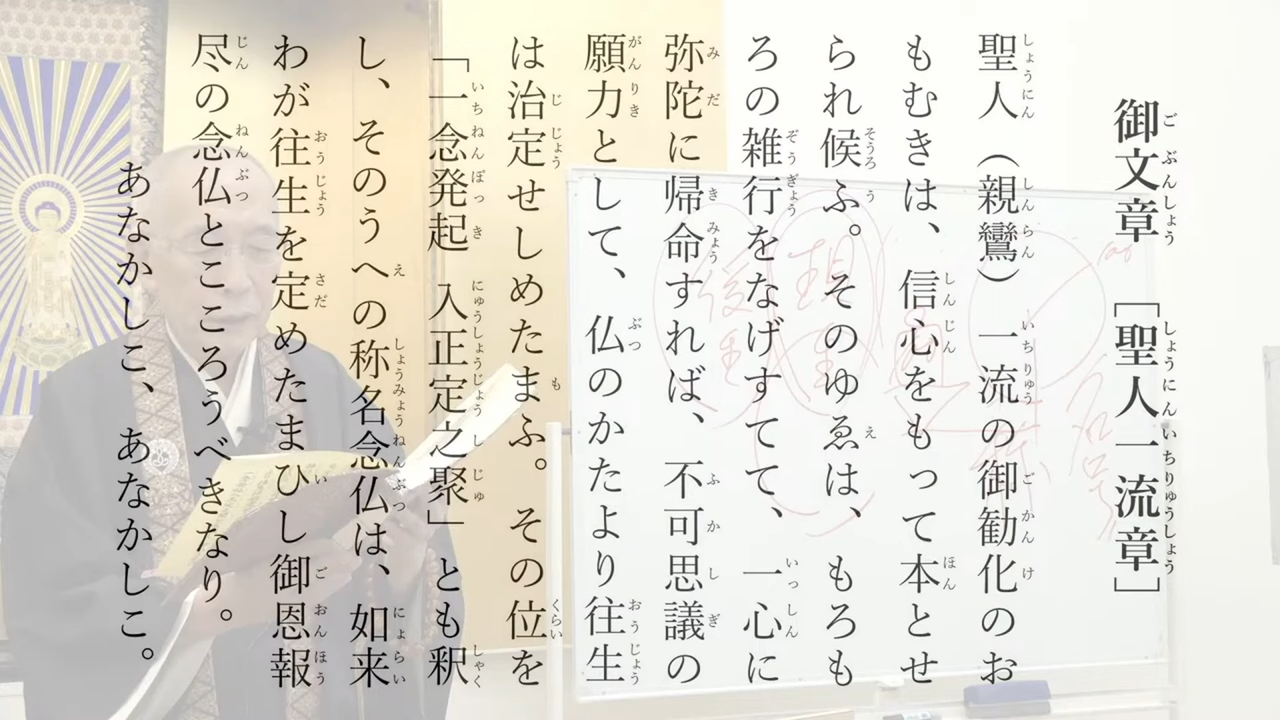 御文章 [聖人一流章]
聖人(親鸞)一流の御勧化のお
もむきは、信心をもって本とせ
られ候ふ。そのゆゑは、もろも
ろの雑行をなげすてて、一心に
弥陀に帰命すれば、不可思議の
願力として、仏のかたより往生
は治定せしめたまふ。その位を
「一念発起 入正定之聚」とも釈
し、そのうへの称名念仏は、如来
わが往生を定めたまひし御恩報
尽の念仏とこころうべきなり。
あなかしこ、あなかしこ。